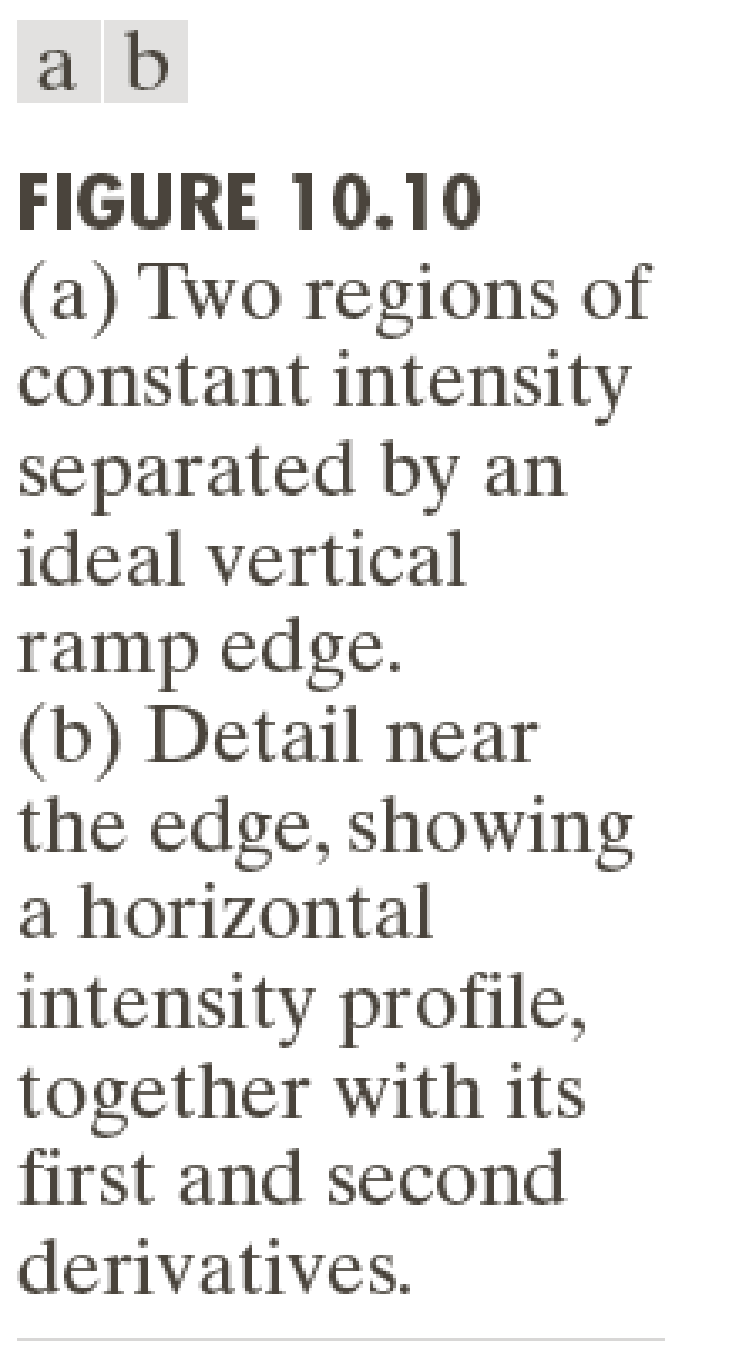 a b
FIGURE 10.10
(a) Two regions of
constant intensity
separated by an
ideal vertical
ramp edge.
(b) Detail near
the edge, showing
a horizontal
intensity profile,
together with its
first and second
derivatives.